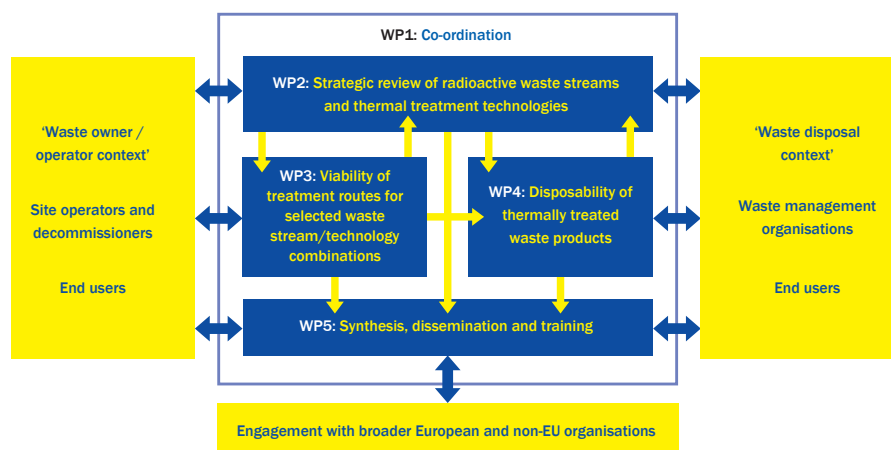 WP1: Co-ordination
WP2: Strategic review of radioactive waste streams
and thermal treatment technologies
‘Waste owner /
operator context’
Site operators and
decommissioners
End users
WP3: Viability of
treatment routes for
selected waste
stream/technology
combinations
WP4: Disposability of
thermally treated
waste products
‘Waste disposal
context’
Waste management
organisations
End users
WP5: Synthesis, dissemination and training
Engagement with broader European and non-EU organisations